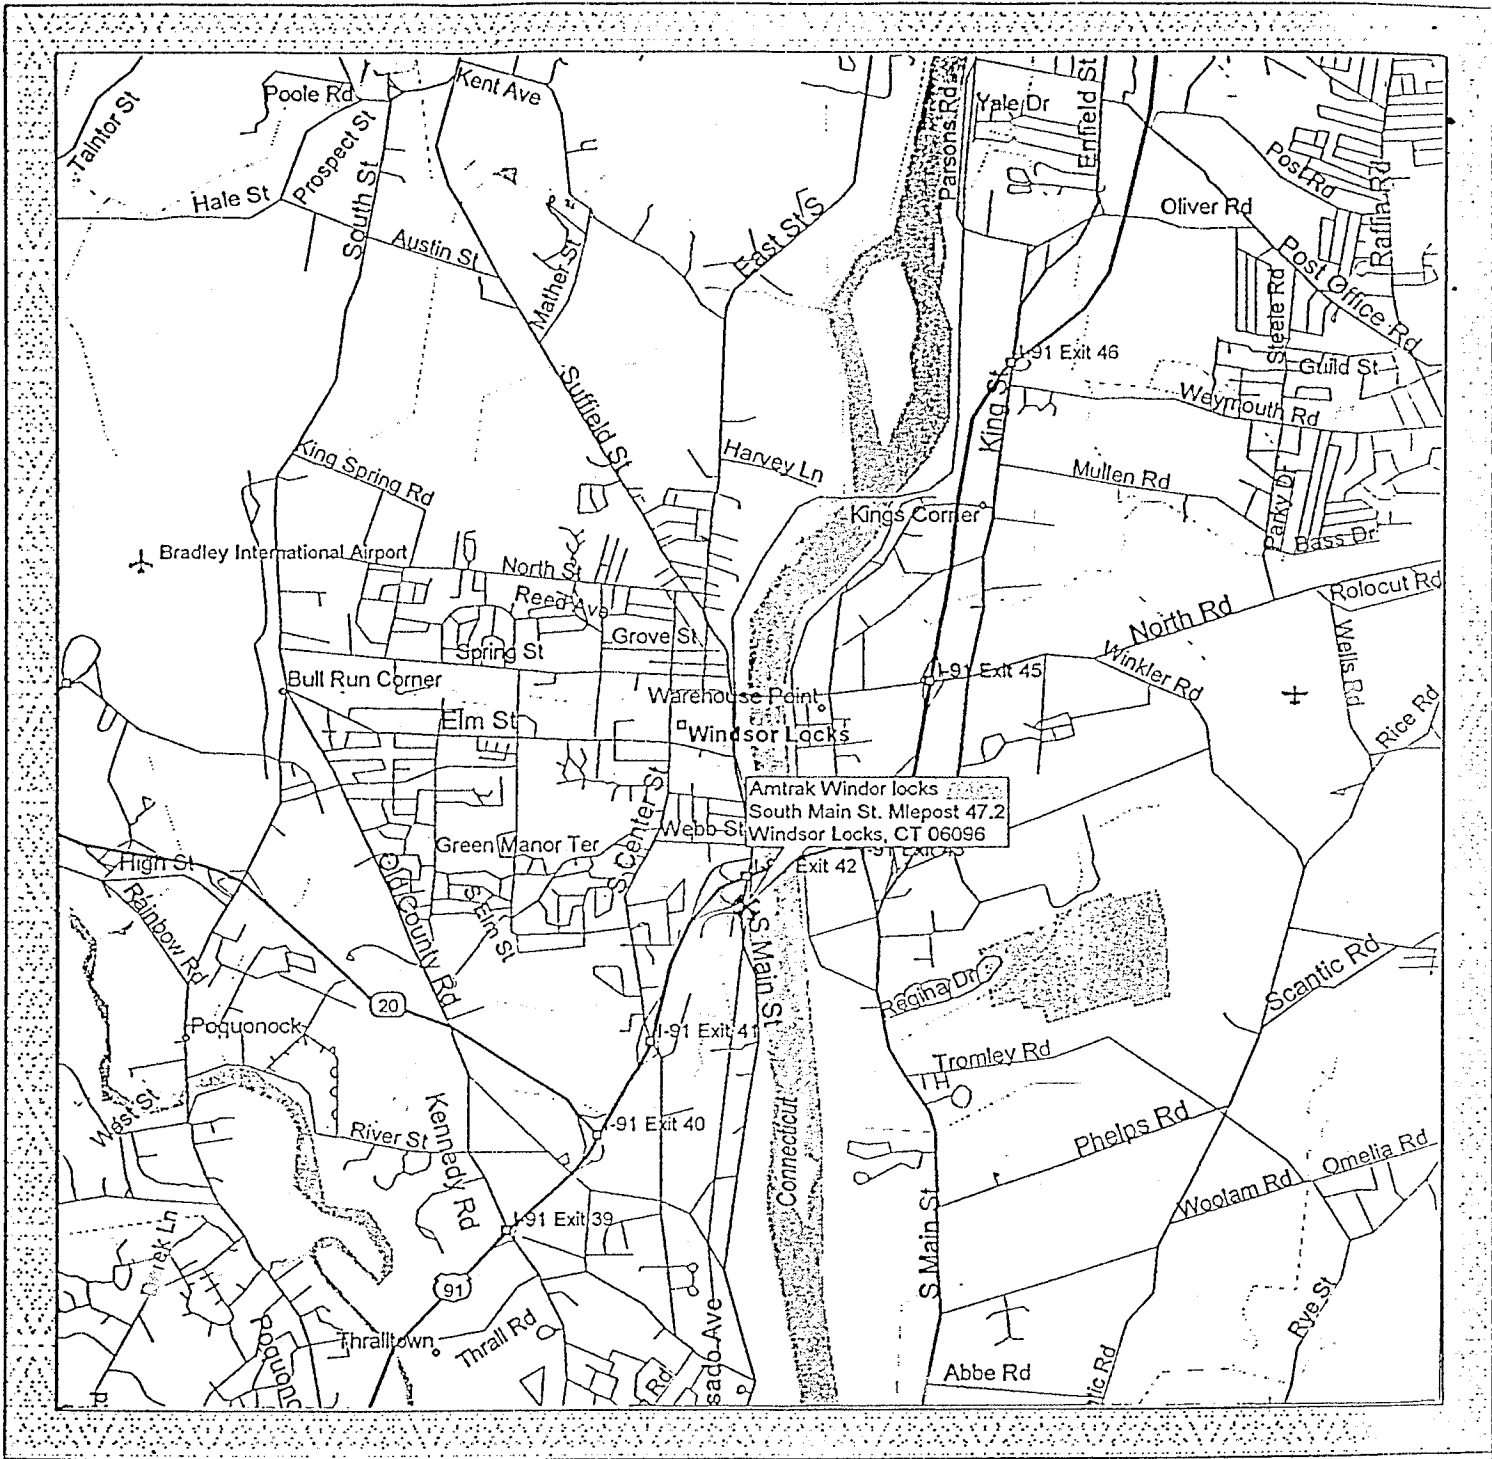 Talntor St
Poole Rd
Kent Ave
Prospect St
Hale St
South St
Austin St
Mather St
East St S
Parsons Rd
Yale Dr
Enfield St
Post Rd
Raffia Rd
Oliver Rd
Post Office Rd
Steele Rd
I-91 Exit 46
Guild St
Weymouth Rd
King St
Suffield St
Harvey Ln
King Spring Rd
Mullen Rd
Parky Dr
Kings Corner
Bass Dr
Bradley International Airport
North St
Reed Ave
Grove St
Spring St
Rolocut Rd
North Rd
Winkler Rd
Wells Rd
Rice Rd
I-91 Exit 45
Bull Run Corner
Warehouse Point
Elm St
Windsor Locks
Amtrak Windor locks
South Main St. Mlepost 47.2
Windsor Locks, CT 06096
Webb St
S Center St
Green Manor Ter
Exit 42
High St
Rainbow Rd
Old County Rd
S Elm St
S Main St
Regina Dr
Scantic Rd
20
Poquonock
I-91 Exit 41
Tromley Rd
T H
West St
River St
Kennedy Rd
I-91 Exit 40
Connecticut
Phelps Rd
Omelia Rd
Woolam Rd
I-91 Exit 39
S Main St
91
Thralltown
Thrall Rd
Rye St
Abbe Rd
Rd
sado Ave
Poquono
tic Rd